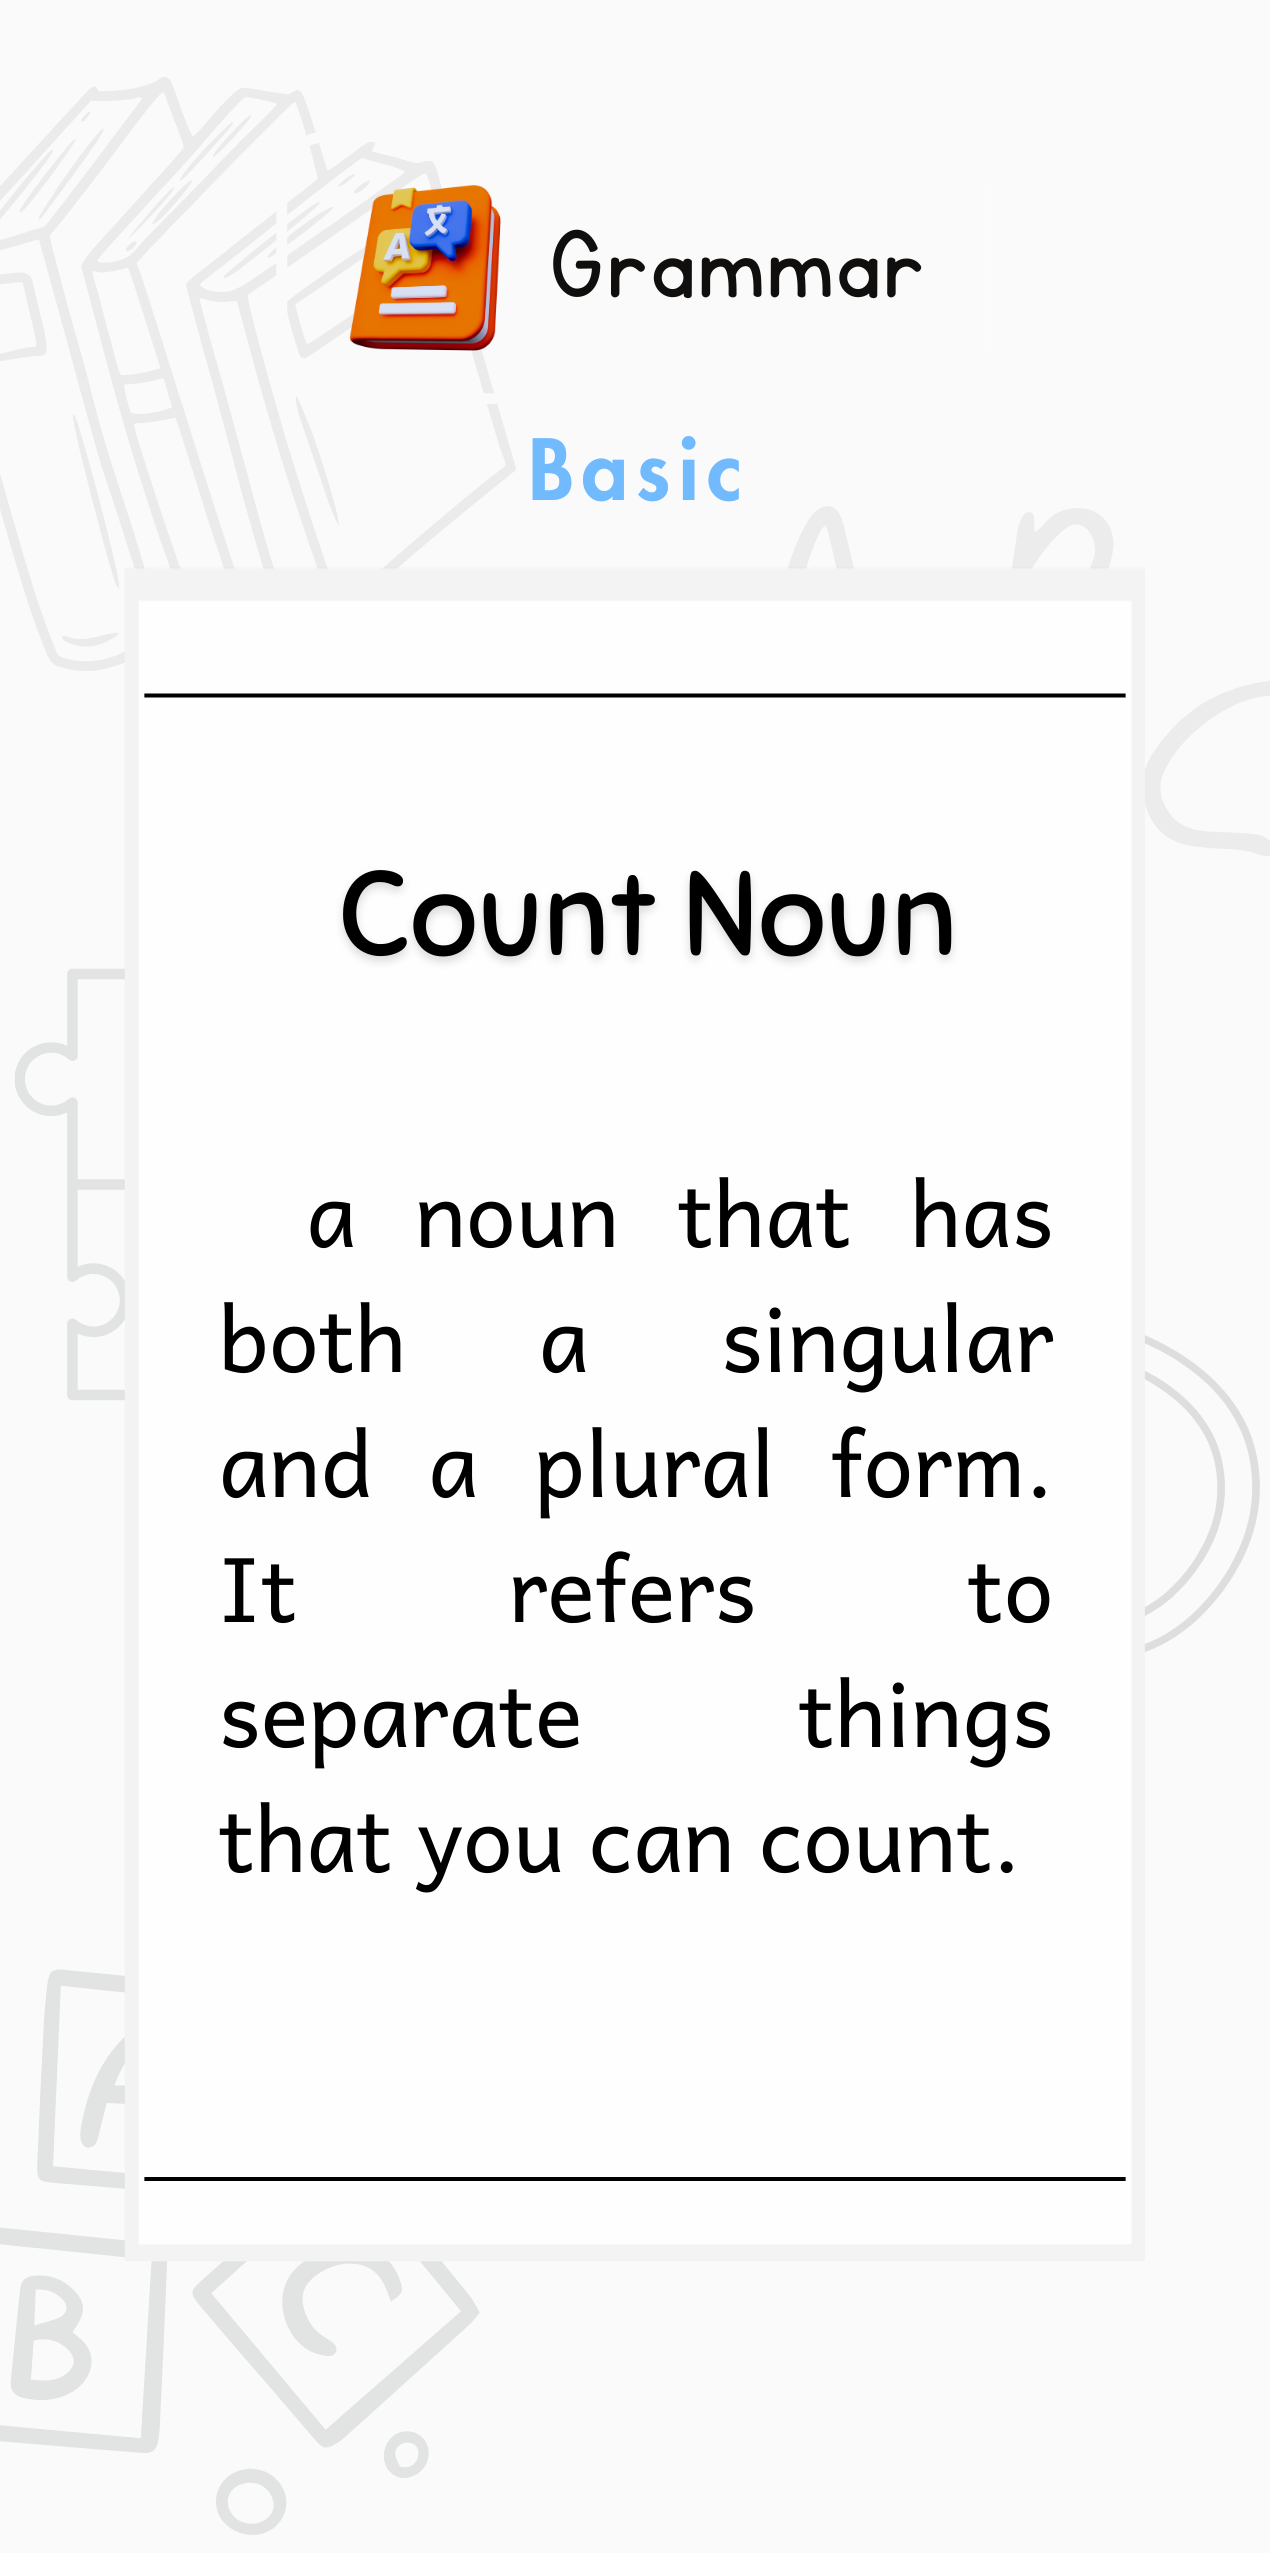 A 文
Grammar
Basic
Count Noun
a noun that has
both a singular
and a plural form.
It refers to
separate things
that you can count.
A
B
C